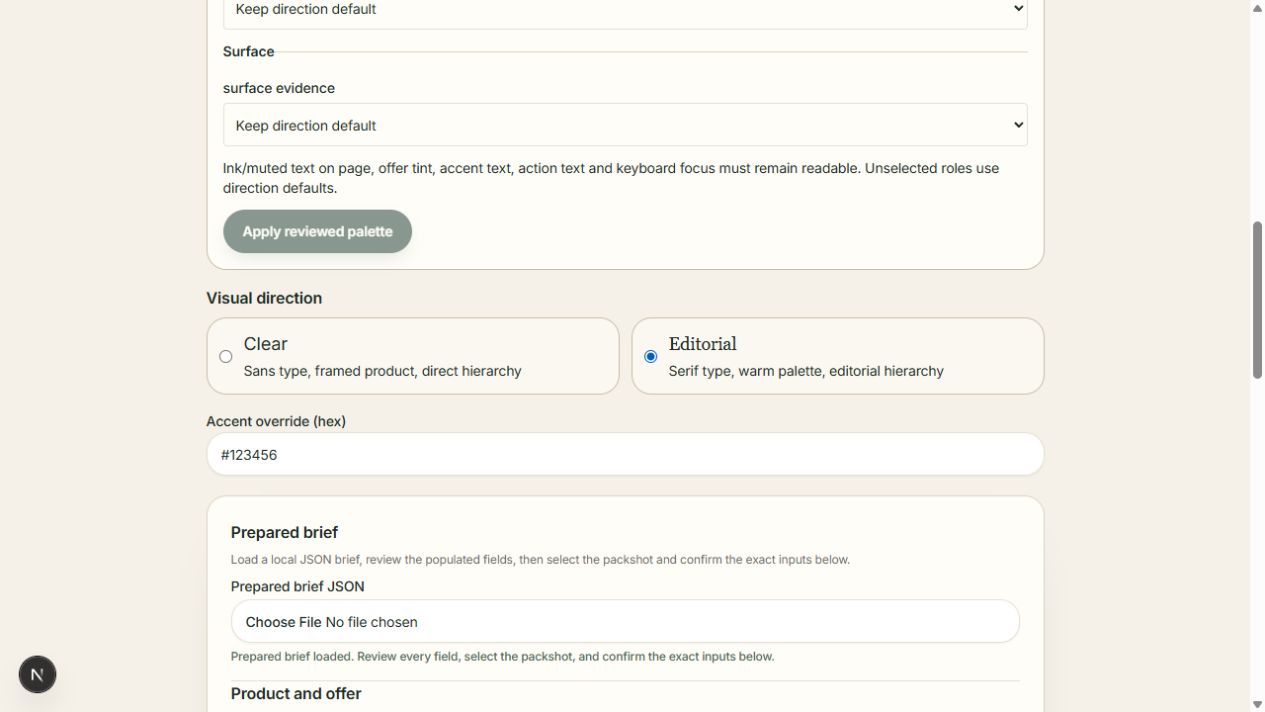 Keep direction default
Surface
surface evidence
Keep direction default
Ink/muted text on page, offer tint, accent text, action text and keyboard focus must remain readable. Unselected roles use
direction defaults.
Apply reviewed palette
Visual direction
Clear
Sans type, framed product, direct hierarchy
Editorial
Serif type, warm palette, editorial hierarchy
Accent override (hex)
#123456
Prepared brief
Load a local JSON brief, review the populated fields, then select the packshot and confirm the exact inputs below.
Prepared brief JSON
Choose File No file chosen
Prepared brief loaded. Review every field, select the packshot, and confirm the exact inputs below.
N
Product and offer